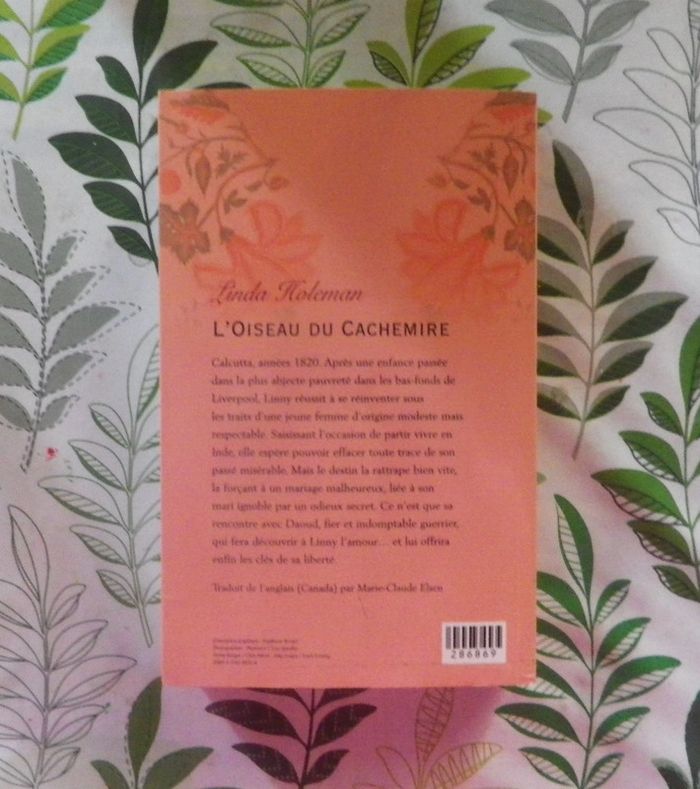 Linda Holeman
L'OISEAU DU CACHEMIRE
Calcutta, années 1820. Après une enfance passée
dans la plus abjecte pauvreté dans les bas-fonds de
Liverpool, Linny réussit à se réinventer sous
les traits d'une jeune femme d'origine modeste mais
respectable. Saisissant l'occasion de partir vivre en
Inde, elle espère pouvoir effacer toute trace de son
passé misérable. Mais le destin la rattrape bien vite,
la forçant à un mariage malheureux, liée à son
mari ignoble par un odieux secret. Ce n'est que sa
rencontre avec Daoud, fier et indomptable guerrier,
qui fera découvrir à Linny l'amour... et lui offrira
enfin les clés de sa liberté.
Traduit de l'anglais (Canada) par Marie-Claude Elsen
286869